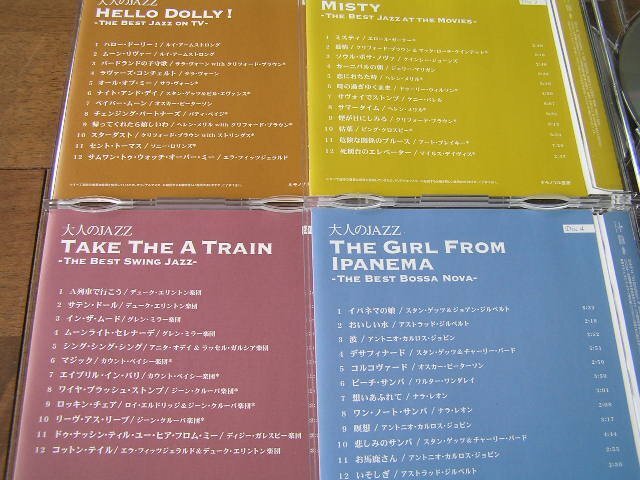 大人のJAZZ
HELLO DOLLY !
-THE BEST JAZZ ON TV-
1 ハロー・ドーリー! / ルイ・アームストロング
2 ムーン・リヴァー / ルイ・アームストロング
3 バードランドの子守歌 / サラ・ヴォーン with クリフォード・ブラウン*
4 ラヴァーズ・コンチェルト / サラ・ヴォーン
5 オール・オブ・ミー / サラ・ヴォーン*
6 ナイト・アンド・デイ / スタン・ゲッツ&ビル・エヴァンス*
7 ペイパー・ムーン / オスカー・ピーターソン
8 チェンジング・パートナーズ / パティ・ペイジ*
9 帰ってくれたら嬉しいわ / ヘレン・メリル with クリフォード・ブラウン*
10 スターダスト / クリフォード・ブラウン with ストリングス*
11 セント・トーマス / ソニー・ロリンズ*
12 サムワン・トゥ・ウォッチ・オーバー・ミー / エラ・フィッツジェラルド
MISTY
-THE BEST JAZZ AT THE MOVIES-
1 ミスティ / エロール・ガーナー*
2 慕情 / クリフォード・ブラウン&マックス・ローチ・クインテット*
3 ソウル・ボサ・ノヴァ / クインシー・ジョーンズ
4 カーニバルの朝 / ジェリー・マリガン
5 恋におちた時 / ヘレン・メリル*
6 時の過ぎゆくまま / テディ・ウィルソン*
7 サヴォイでストンプ / ケニー・バレル
8 サマータイム / ヘレン・メリル*
9 煙が目にしみる / クリフォード・ブラウン*
10 枯葉 / ビング・クロスビー*
11 危険な関係のブルース / アート・ブレイキー*
12 死刑台のエレベーター / マイルス・デイヴィス*
大人のJAZZ
TAKE THE A TRAIN
-THE BEST SWING JAZZ-
1 A列車で行こう / デューク・エリントン楽団
2 サテン・ドール / デューク・エリントン楽団
3 イン・ザ・ムード / グレン・ミラー楽団
4 ムーンライト・セレナーデ / グレン・ミラー楽団
5 シング・シング・シング / アニタ・オデイ&ラッセル・ガルシア楽団
6 マジック / カウント・ベイシー楽団*
7 エイプリル・イン・パリ / カウント・ベイシー楽団*
8 ワイヤ・ブラッシュ・ストンプ / ジーン・クルーパ楽団*
9 ロッキン・チェア / ロイ・エルドリッジ&ジーン・クルーパ楽団*
10 リーヴ・アス・リープ / ジーン・クルーパ楽団*
11 ドゥ・ナッシン・ティル・ユー・ヒア・フロム・ミー / ディジー・ガレスピー楽団
12 コットン・テイル / エラ・フィッツジェラルド&デューク・エリントン楽団
大人のJAZZ
Disc 4
THE GIRL FROM
IPANEMA
-THE BEST BOSSA NOVA-
1 イパネマの娘 / スタン・ゲッツ&ジョアン・ジルベルト
2 おいしい水 / アストラッド・ジルベルト
3 波 / アントニオ・カルロス・ジョビン
4 デサフィナード / スタン・ゲッツ&チャーリー・バード
5 コルコヴァード / オスカー・ピーターソン
6 ビーチ・サンバ / ワルター・ワンダレイ
7 想いあふれて / ナラ・レオン
8 ワン・ノート・サンバ / ナラ・レオン
9 瞑想 / アントニオ・カルロス・ジョビン
10 悲しみのサンバ / スタン・ゲッツ&チャーリー・バード
11 お馬鹿さん / アントニオ・カルロス・ジョビン
12 いそしぎ / アストラッド・ジルベルト